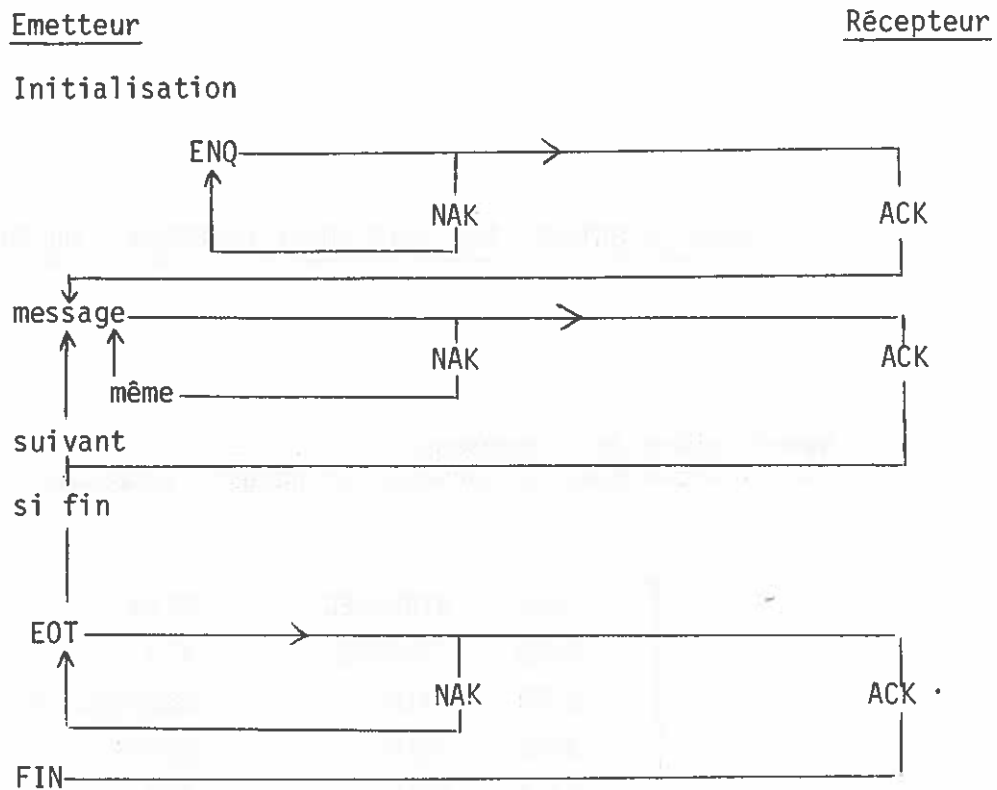 Emetteur Récepteur
Initialisation
ENQ
NAK ACK
message
NAK ACK
même
suivant
si fin
EOT
NAK ACK
FIN